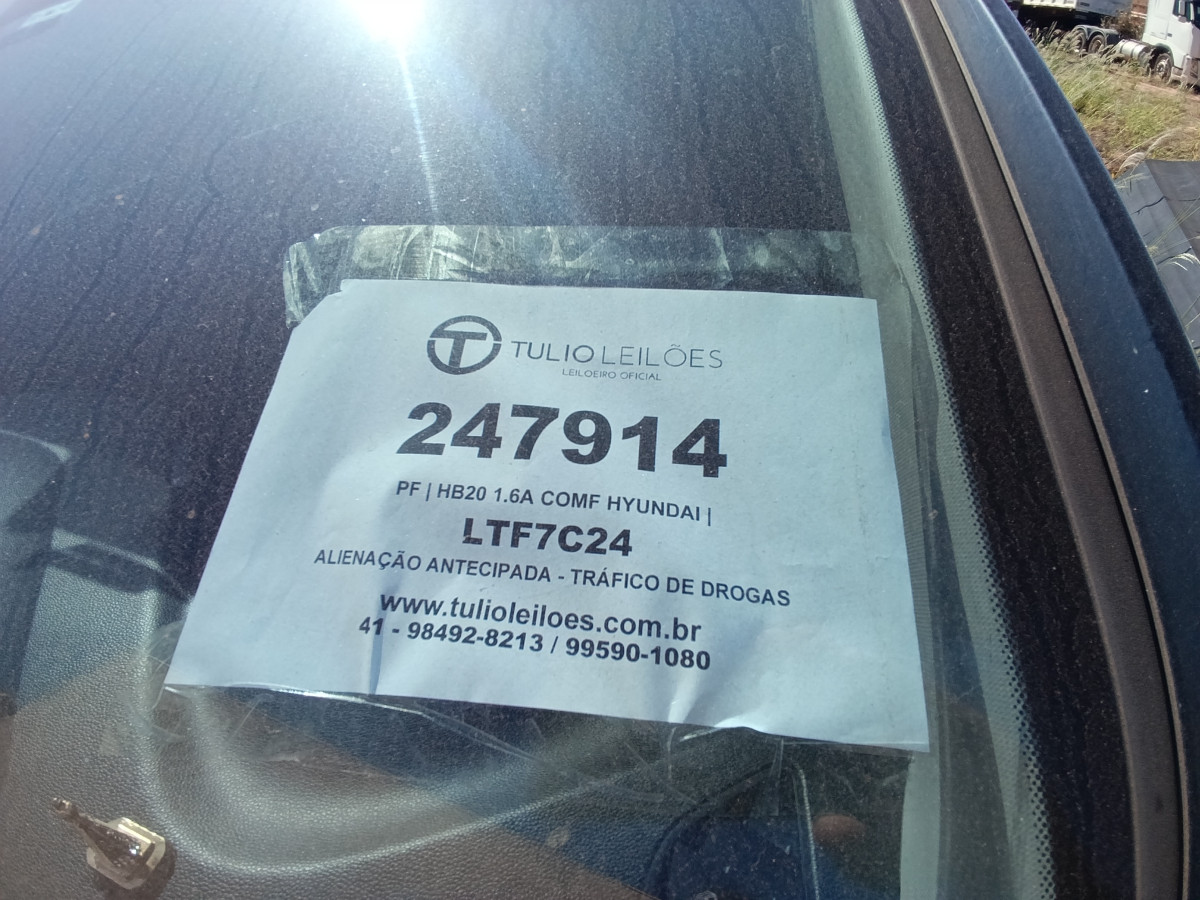 TULIO LEILÕES
LEILOEIRO OFICIAL
247914
PF | HB20 1.6A COMF HYUNDAI |
LTF7C24
ALIENAÇÃO ANTECIPADA - TRÁFICO DE DROGAS
www.tulioleiloes.com.br
41 - 98492-8213 / 99590-1080